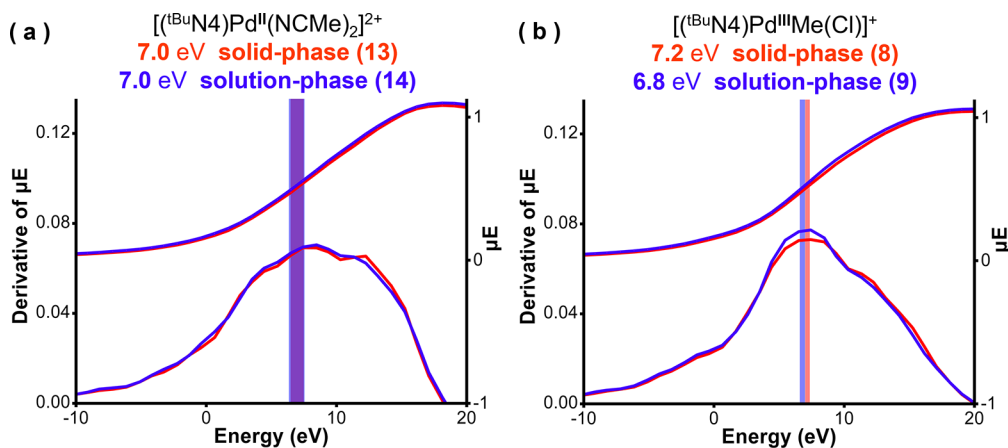 ( a )
[(ᵗᴮᵘN4)Pdᴵᴵ(NCMe)₂]²⁺
7.0 eV solid-phase (13)
7.0 eV solution-phase (14)
Derivative of µE
0.12
0.08
0.04
0.00
1
0
-1
µE
-10
0
10
20
Energy (eV)
( b )
[(ᵗᴮᵘN4)Pdᴵᴵᴵ​Me(Cl)]⁺
7.2 eV solid-phase (8)
6.8 eV solution-phase (9)
Derivative of µE
0.12
0.08
0.04
0.00
1
0
-1
µE
-10
0
10
20
Energy (eV)